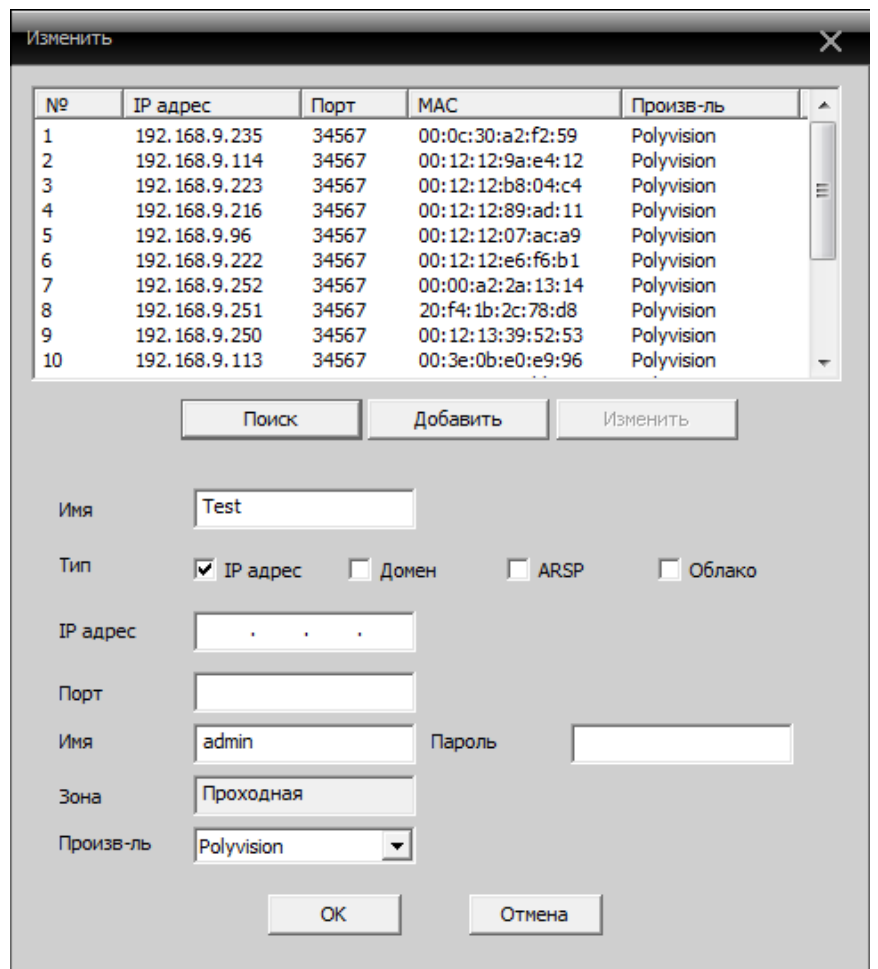 Изменить
№ IP адрес Порт MAC Произв-ль
1 192.168.9.235 34567 00:0c:30:a2:f2:59 Polyvision
2 192.168.9.114 34567 00:12:12:9a:e4:12 Polyvision
3 192.168.9.223 34567 00:12:12:b8:04:c4 Polyvision
4 192.168.9.216 34567 00:12:12:89:ad:11 Polyvision
5 192.168.9.96 34567 00:12:12:07:ac:a9 Polyvision
6 192.168.9.222 34567 00:12:12:e6:f6:b1 Polyvision
7 192.168.9.252 34567 00:00:a2:2a:13:14 Polyvision
8 192.168.9.251 34567 20:f4:1b:2c:78:d8 Polyvision
9 192.168.9.250 34567 00:12:13:39:52:53 Polyvision
10 192.168.9.113 34567 00:3e:0b:e0:e9:96 Polyvision
Поиск Добавить Изменить
Имя Test
Тип IP адрес Домен ARSP Облако
IP адрес . . .
Порт
Имя admin Пароль
Зона Проходная
Произв-ль Polyvision
OK Отмена